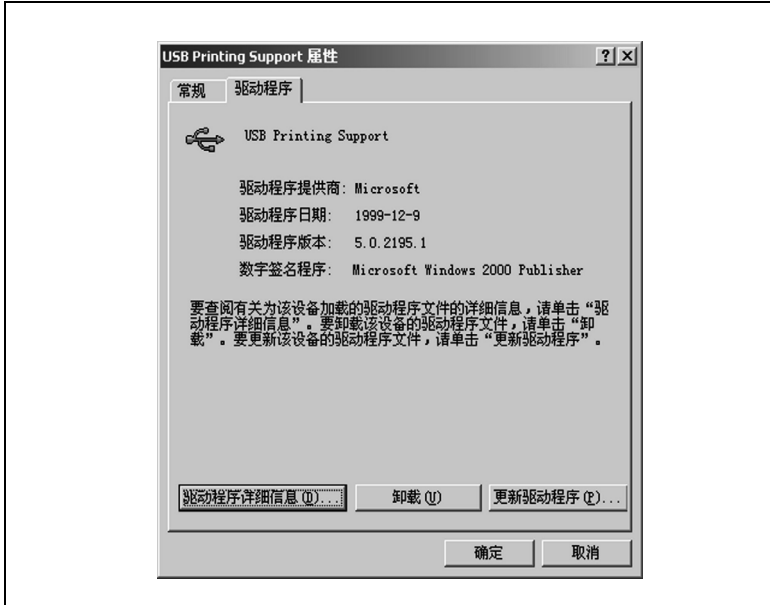 USB Printing Support 属性
常规 驱动程序
USB Printing Support
驱动程序提供商: Microsoft
驱动程序日期: 1999-12-9
驱动程序版本: 5.0.2195.1
数字签名程序: Microsoft Windows 2000 Publisher
要查阅有关为该设备加载的驱动程序文件的详细信息，请单击“驱
动程序详细信息”。要卸载该设备的驱动程序文件，请单击“卸
载”。要更新该设备的驱动程序文件，请单击“更新驱动程序”。
驱动程序详细信息(D)... 卸载(U) 更新驱动程序(P)...
确定 取消